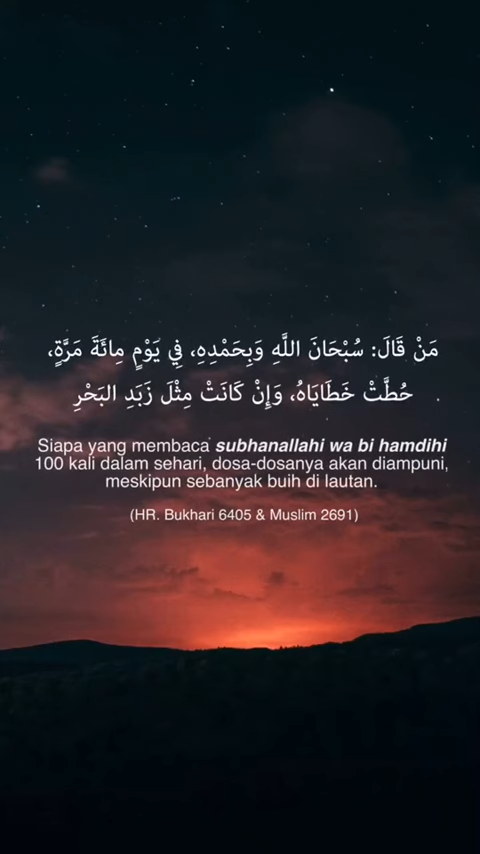 مَنْ قَالَ: سُبْحَانَ اللَّهِ وَبِحَمْدِهِ، فِي يَوْمٍ مِائَةَ مَرَّةٍ،
حُطَّتْ خَطَايَاهُ، وَإِنْ كَانَتْ مِثْلَ زَبَدِ البَحْرِ.
Siapa yang membaca subhanallahi wa bi hamdihi
100 kali dalam sehari, dosa-dosanya akan diampuni,
meskipun sebanyak buih di lautan.
(HR. Bukhari 6405 & Muslim 2691)